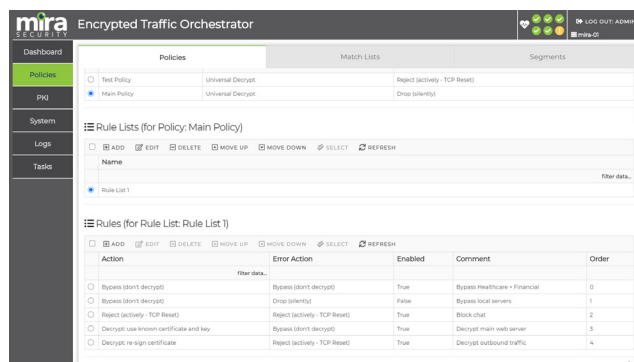 mira
SECURITY
Encrypted Traffic Orchestrator
LOG OUT: ADMIN
mira-01
Dashboard
Policies
PKI
System
Logs
Tasks
Policies Match Lists Segments
Test Policy Universal Decrypt Reject (actively - TCP Reset)
Main Policy Universal Decrypt Drop (silently)
Rule Lists (for Policy: Main Policy)
ADD EDIT DELETE MOVE UP MOVE DOWN SELECT REFRESH
Name
filter data...
Rule List 1
Rules (for Rule List: Rule List 1)
ADD EDIT DELETE MOVE UP MOVE DOWN SELECT REFRESH
Action Error Action Enabled Comment Order
filter data...
Bypass (don't decrypt) Bypass (don't decrypt) True Bypass Healthcare + Financial 0
Bypass (don't decrypt) Drop (silently) False Bypass local servers 1
Reject (actively - TCP Reset) Reject (actively - TCP Reset) True Block chat 2
Decrypt: use known certificate and key Bypass (don't decrypt) True Decrypt main web server 3
Decrypt: re-sign certificate Reject (actively - TCP Reset) True Decrypt outbound traffic 4